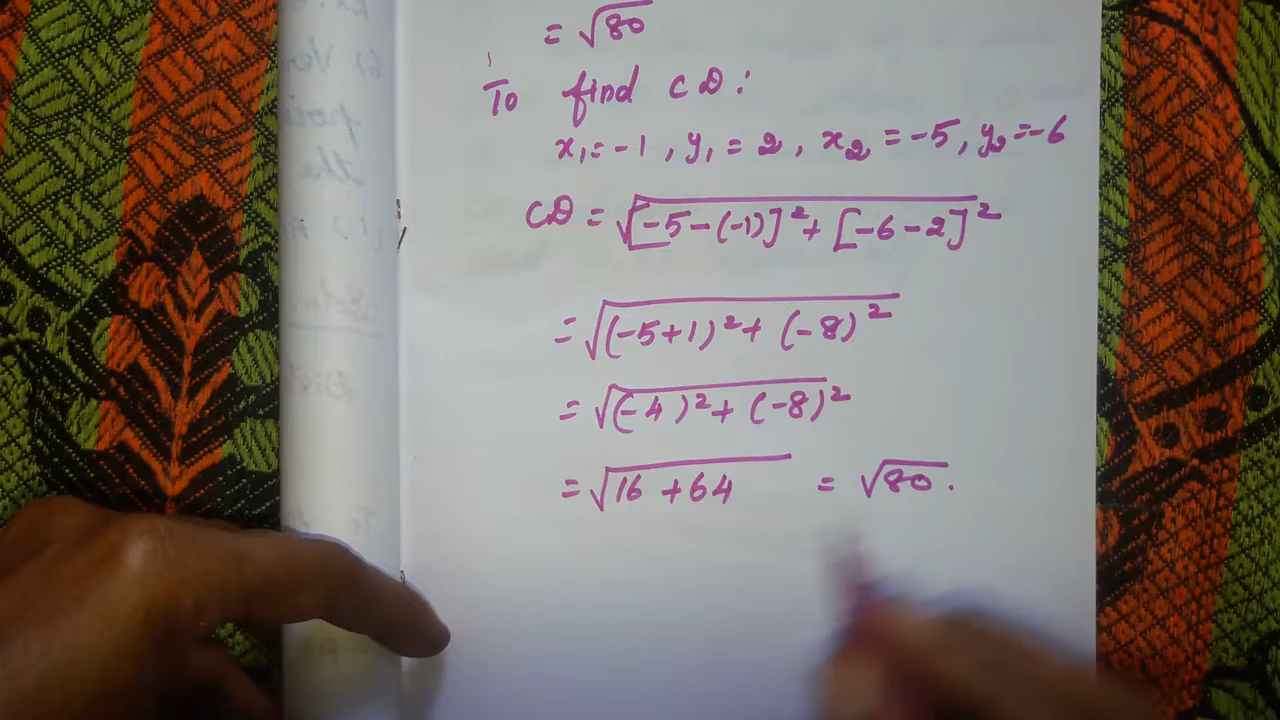 = √80
To find CD:
x₁ = -1, y₁ = 2, x₂ = -5, y₂ = -6
CD = √[-5-(-1)]² + [-6-2]²
= √(-5+1)² + (-8)²
= √(-4)² + (-8)²
= √16 + 64 = √80.